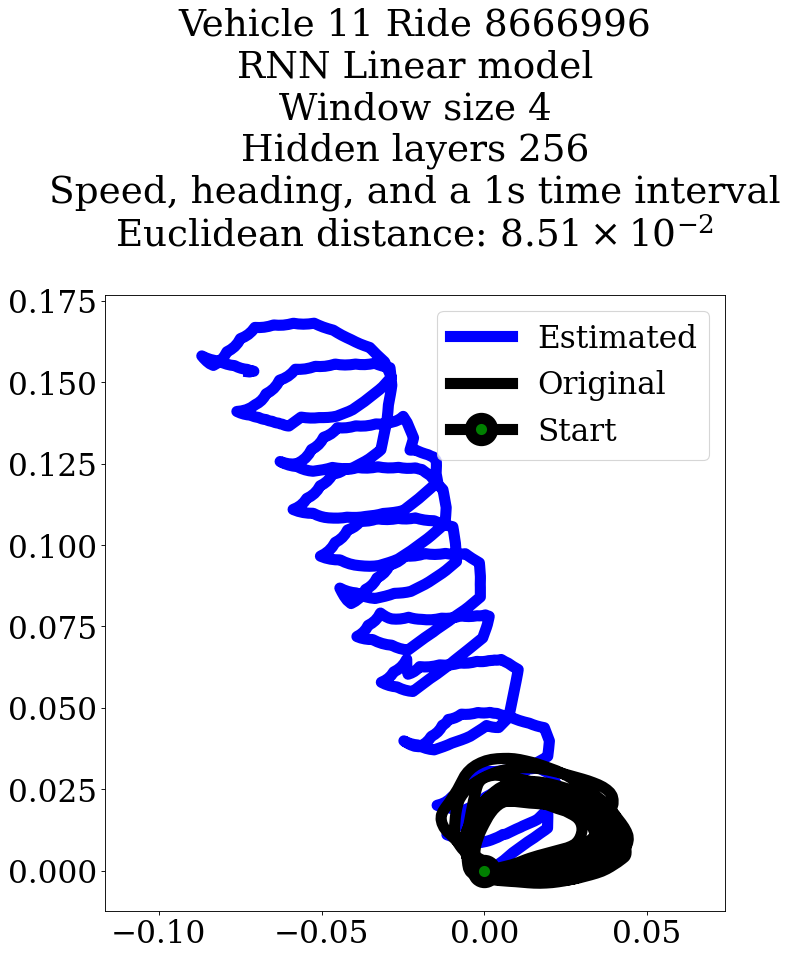 Vehicle 11 Ride 8666996
RNN Linear model
Window size 4
Hidden layers 256
Speed, heading, and a 1s time interval
Euclidean distance: 8.51 × 10⁻²
0.175
0.150
0.125
0.100
0.075
0.050
0.025
0.000
Estimated
Original
Start
−0.10 −0.05 0.00 0.05